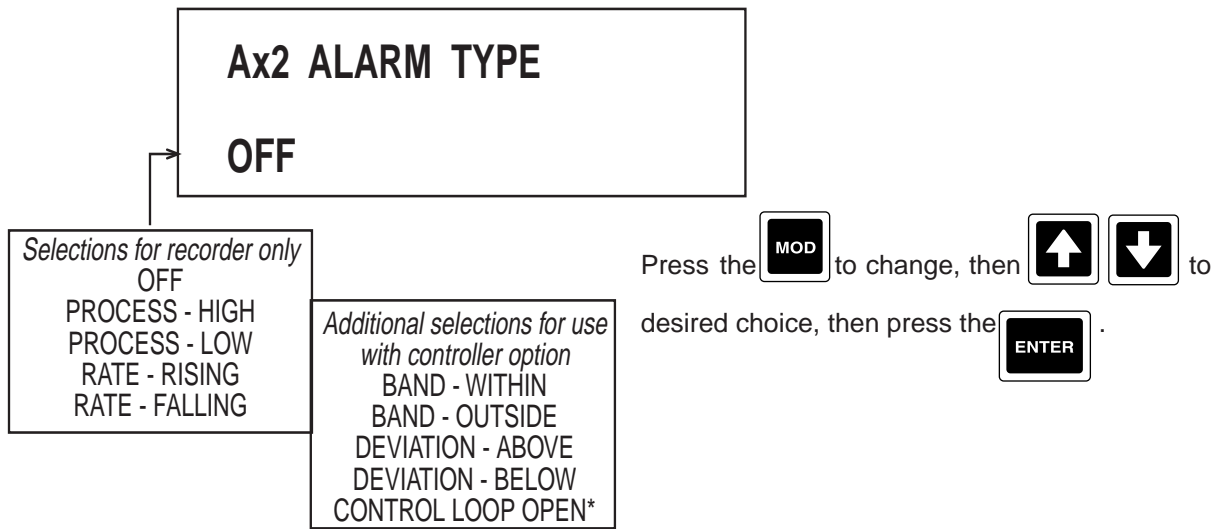 Ax2 ALARM TYPE
OFF
Selections for recorder only
OFF
PROCESS - HIGH
PROCESS - LOW
RATE - RISING
RATE - FALLING
Additional selections for use
with controller option
BAND - WITHIN
BAND - OUTSIDE
DEVIATION - ABOVE
DEVIATION - BELOW
CONTROL LOOP OPEN*
Press the MOD to change, then to
desired choice, then press the ENTER .